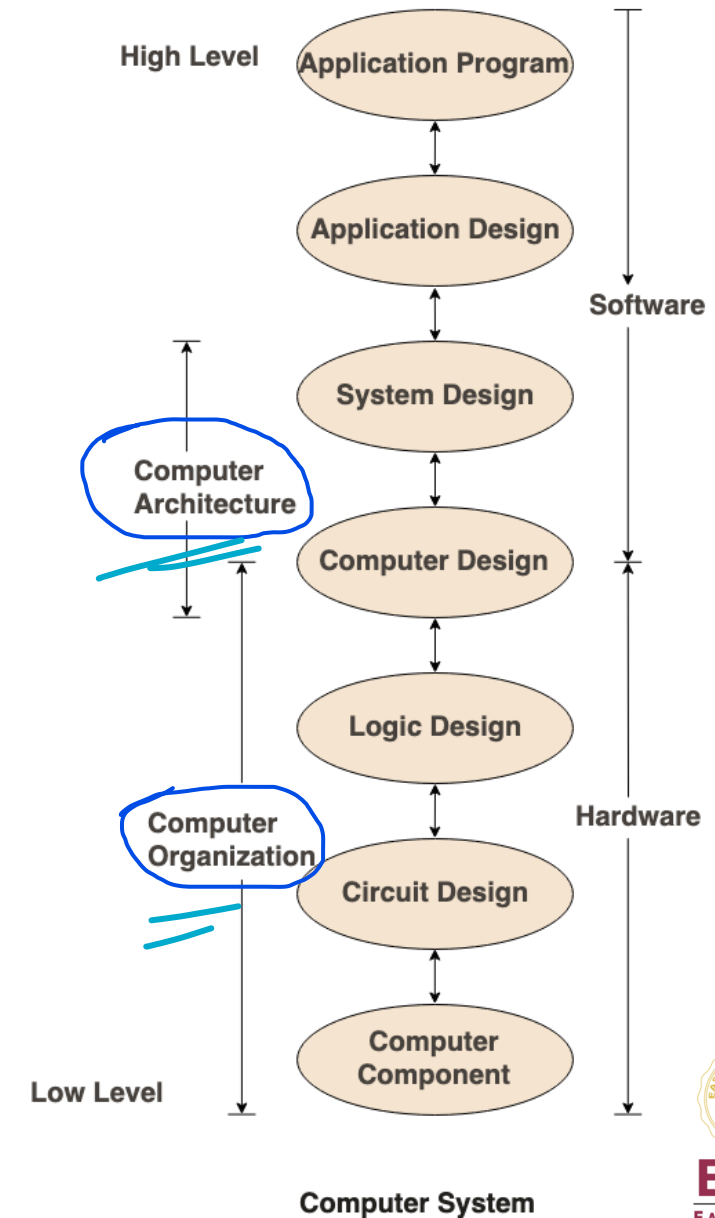 High Level
Application Program
Application Design
Software
System Design
Computer
Architecture
Computer Design
Logic Design
Computer
Organization
Hardware
Circuit Design
Computer
Component
Low Level
Computer System